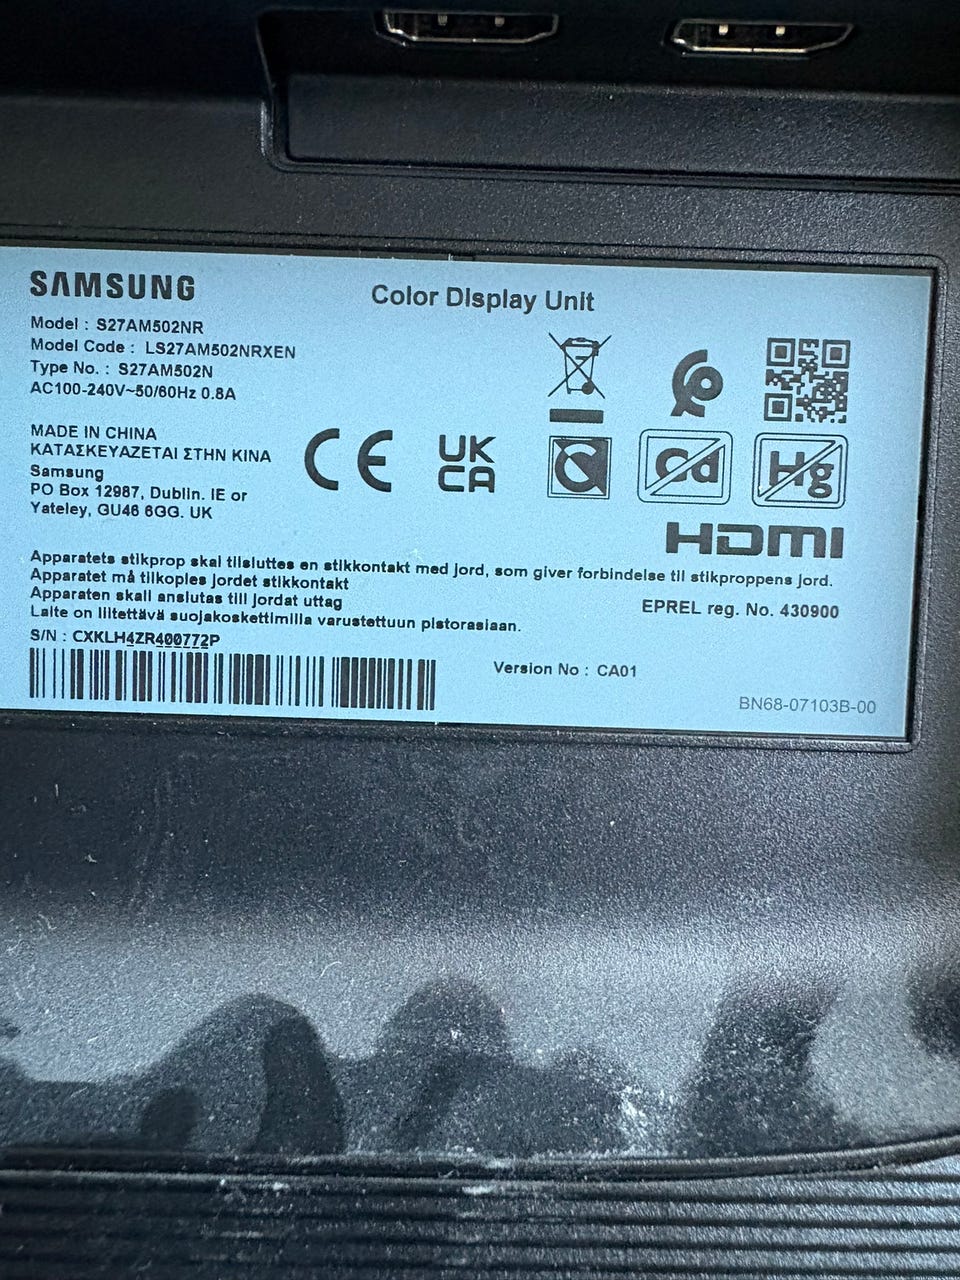 SAMSUNG
Color Display Unit
Model : S27AM502NR
Model Code : LS27AM502NRXEN
Type No. : S27AM502N
AC100-240V~50/60Hz 0.8A
MADE IN CHINA
ΚΑΤΑΣΚΕΥΑΖΕΤΑΙ ΣΤΗΝ ΚΙΝΑ
Samsung
PO Box 12987, Dublin. IE or
Yateley, GU46 6GG. UK
CE
UK
CA
Cd
Hg
HDMI
Apparatets stikprop skal tilsluttes en stikkontakt med jord, som giver forbindelse til stikproppens jord.
Apparatet må tilkoples jordet stikkontakt
Apparaten skall anslutas till jordat uttag
Laite on liitettävä suojakoskettimilla varustettuun pistorasiaan.
EPREL reg. No. 430900
S/N : CXKLH4ZR400772P
Version No : CA01
BN68-07103B-00